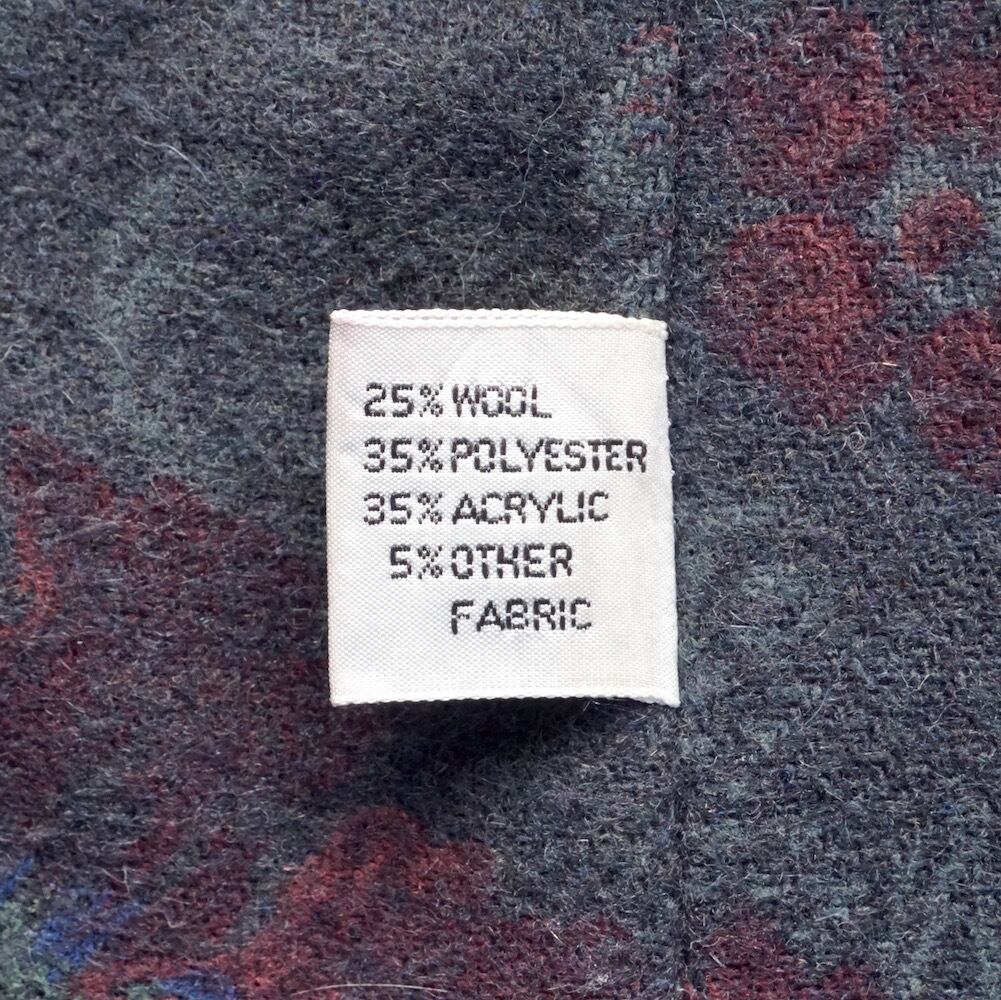 25% WOOL
35% POLYESTER
35% ACRYLIC
5% OTHER
FABRIC